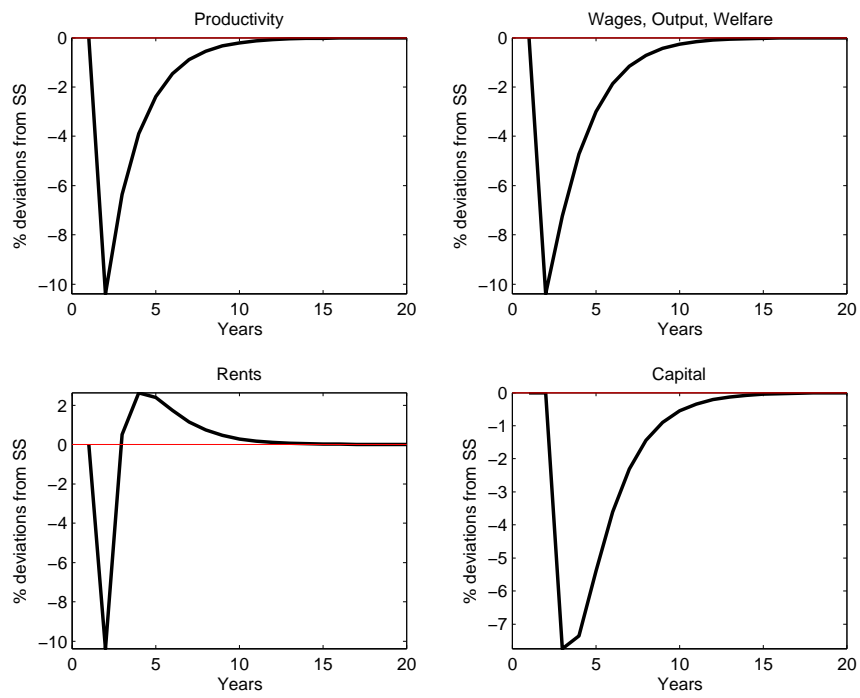 Productivity
% deviations from SS
0
−2
−4
−6
−8
−10
0 5 10 15 20
Years
Wages, Output, Welfare
% deviations from SS
0
−2
−4
−6
−8
−10
0 5 10 15 20
Years
Rents
% deviations from SS
2
0
−2
−4
−6
−8
−10
0 5 10 15 20
Years
Capital
% deviations from SS
0
−1
−2
−3
−4
−5
−6
−7
0 5 10 15 20
Years